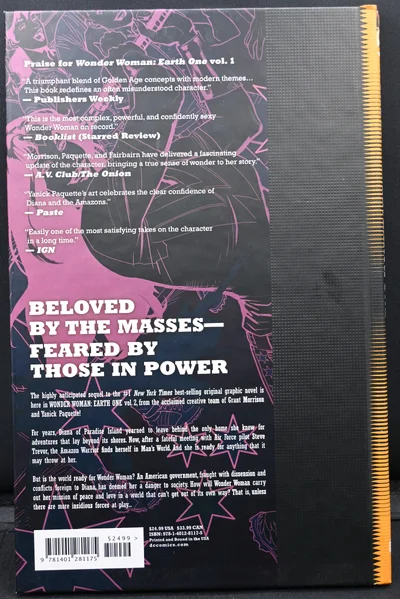 Praise for Wonder Woman: Earth One vol. 1
“A triumphant blend of Golden Age concepts with modern themes...
This book redefines an often misunderstood character.”
— Publishers Weekly
“This is the most complex, powerful, and confidently sexy
Wonder Woman on record.”
— Booklist (Starred Review)
“Morrison, Paquette, and Fairbairn have delivered a fascinating
update of the character, bringing a true sense of wonder to her story.”
— A.V. Club/The Onion
“Yanick Paquette’s art celebrates the clear confidence of
Diana and the Amazons.”
— Paste
“Easily one of the most satisfying takes on the character
in a long time.”
— IGN
BELOVED
BY THE MASSES—
FEARED BY
THOSE IN POWER
The highly anticipated sequel to the #1 New York Times best-selling original graphic novel is
here in WONDER WOMAN: EARTH ONE vol. 2, from the acclaimed creative team of Grant Morrison
and Yanick Paquette!
For years, Diana of Paradise Island yearned to leave behind the only home she knew for
adventures that lay beyond its shores. Now, after a fateful meeting with Air Force pilot Steve
Trevor, the Amazon Warrior finds herself in Man’s World. And she is ready for anything that it
may throw at her.
But is the world ready for Wonder Woman? An American government, fraught with dissension and
conflicts foreign to Diana, has deemed her a danger to society. How will Wonder Woman carry
out her mission of peace and love in a world that can’t get out of its own way? That is, unless
there are more insidious forces at play...
$24.99 USA $33.99 CAN
ISBN: 978-1-4012-8117-5
Printed and Bound in the USA
dccomics.com
52499 >
9 781401 281175